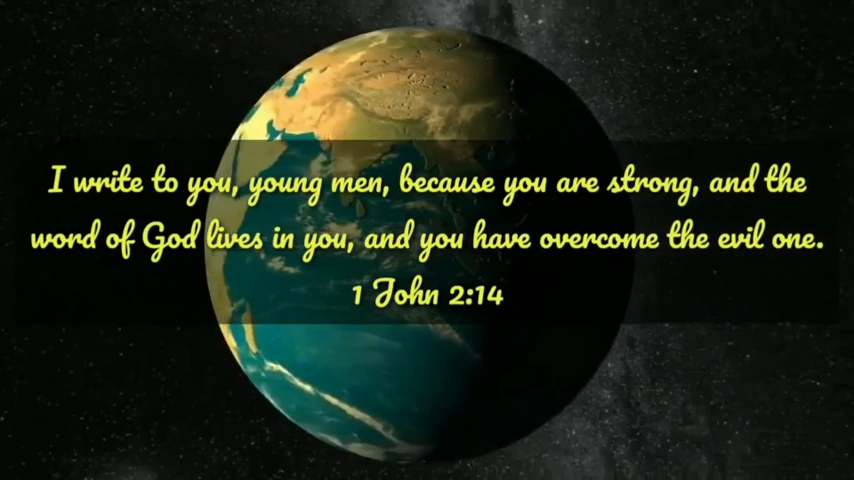 I write to you, young men, because you are strong, and the
word of God lives in you, and you have overcome the evil one.
1 John 2:14